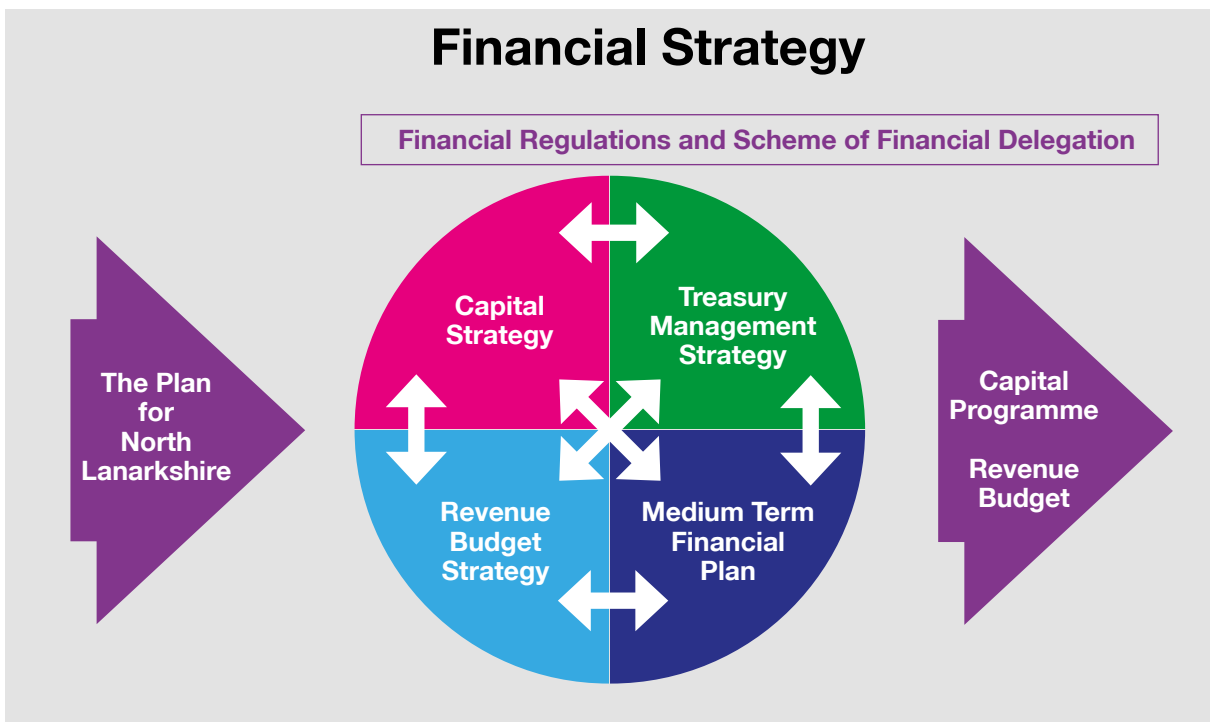 Financial Strategy
Financial Regulations and Scheme of Financial Delegation
The Plan
for
North
Lanarkshire
Capital
Strategy
Treasury
Management
Strategy
Revenue
Budget
Strategy
Medium Term
Financial
Plan
Capital
Programme
Revenue
Budget